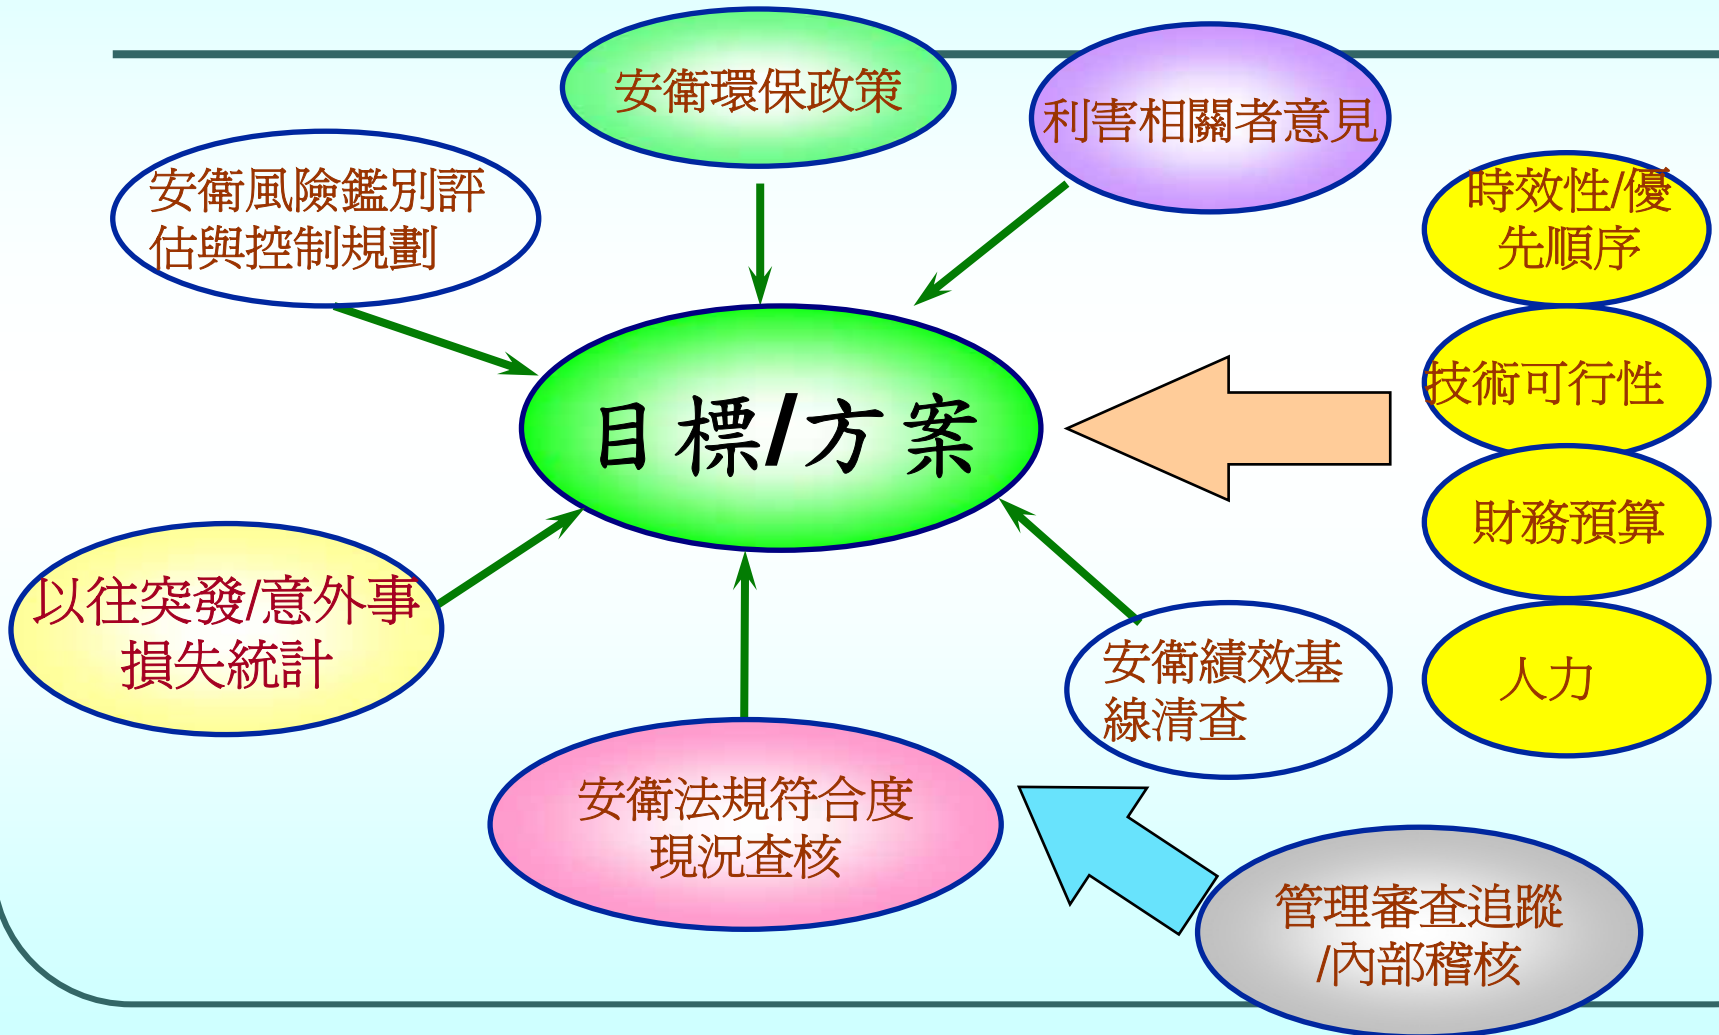 安衛環保政策
利害相關者意見
安衛風險鑑別評
估與控制規劃
時效性/優
先順序
技術可行性
目標/方案
財務預算
以往突發/意外事
損失統計
安衛績效基
線清查
人力
安衛法規符合度
現況查核
管理審查追蹤
/內部稽核